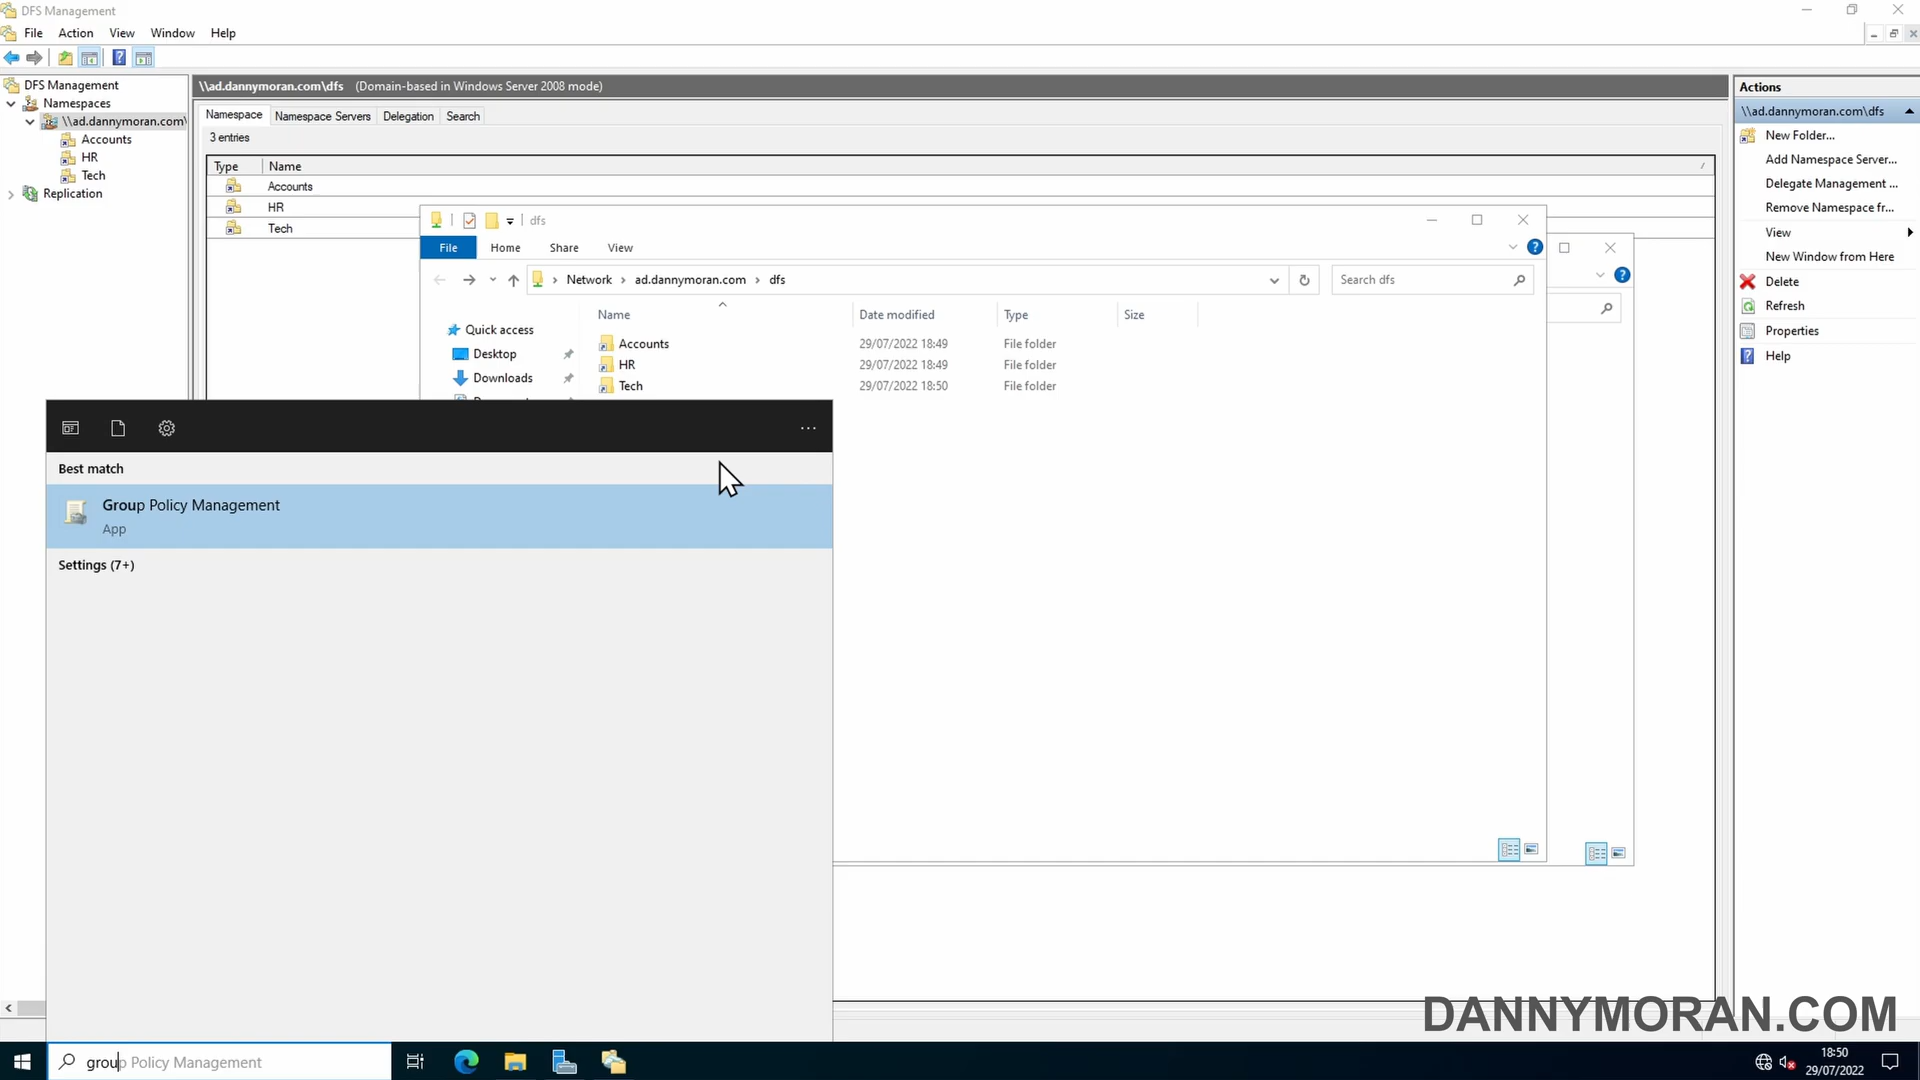 DFS Management
File Action View Window Help
DFS Management
Namespaces
\\ad.dannymoran.com\
Accounts
HR
Tech
Replication
\\ad.dannymoran.com\dfs (Domain-based in Windows Server 2008 mode)
Namespace Namespace Servers Delegation Search
3 entries
Type Name
Accounts
HR
Tech
dfs
File Home Share View
Network › ad.dannymoran.com › dfs
Search dfs
Name Date modified Type Size
Quick access
Desktop
Downloads
Accounts 29/07/2022 18:49 File folder
HR 29/07/2022 18:49 File folder
Tech 29/07/2022 18:50 File folder
Best match
Group Policy Management
App
Settings (7+)
Actions
\\ad.dannymoran.com\dfs
New Folder...
Add Namespace Server...
Delegate Management ...
Remove Namespace fr...
View
New Window from Here
Delete
Refresh
Properties
Help
DANNYMORAN.COM
group Policy Management
18:50
29/07/2022